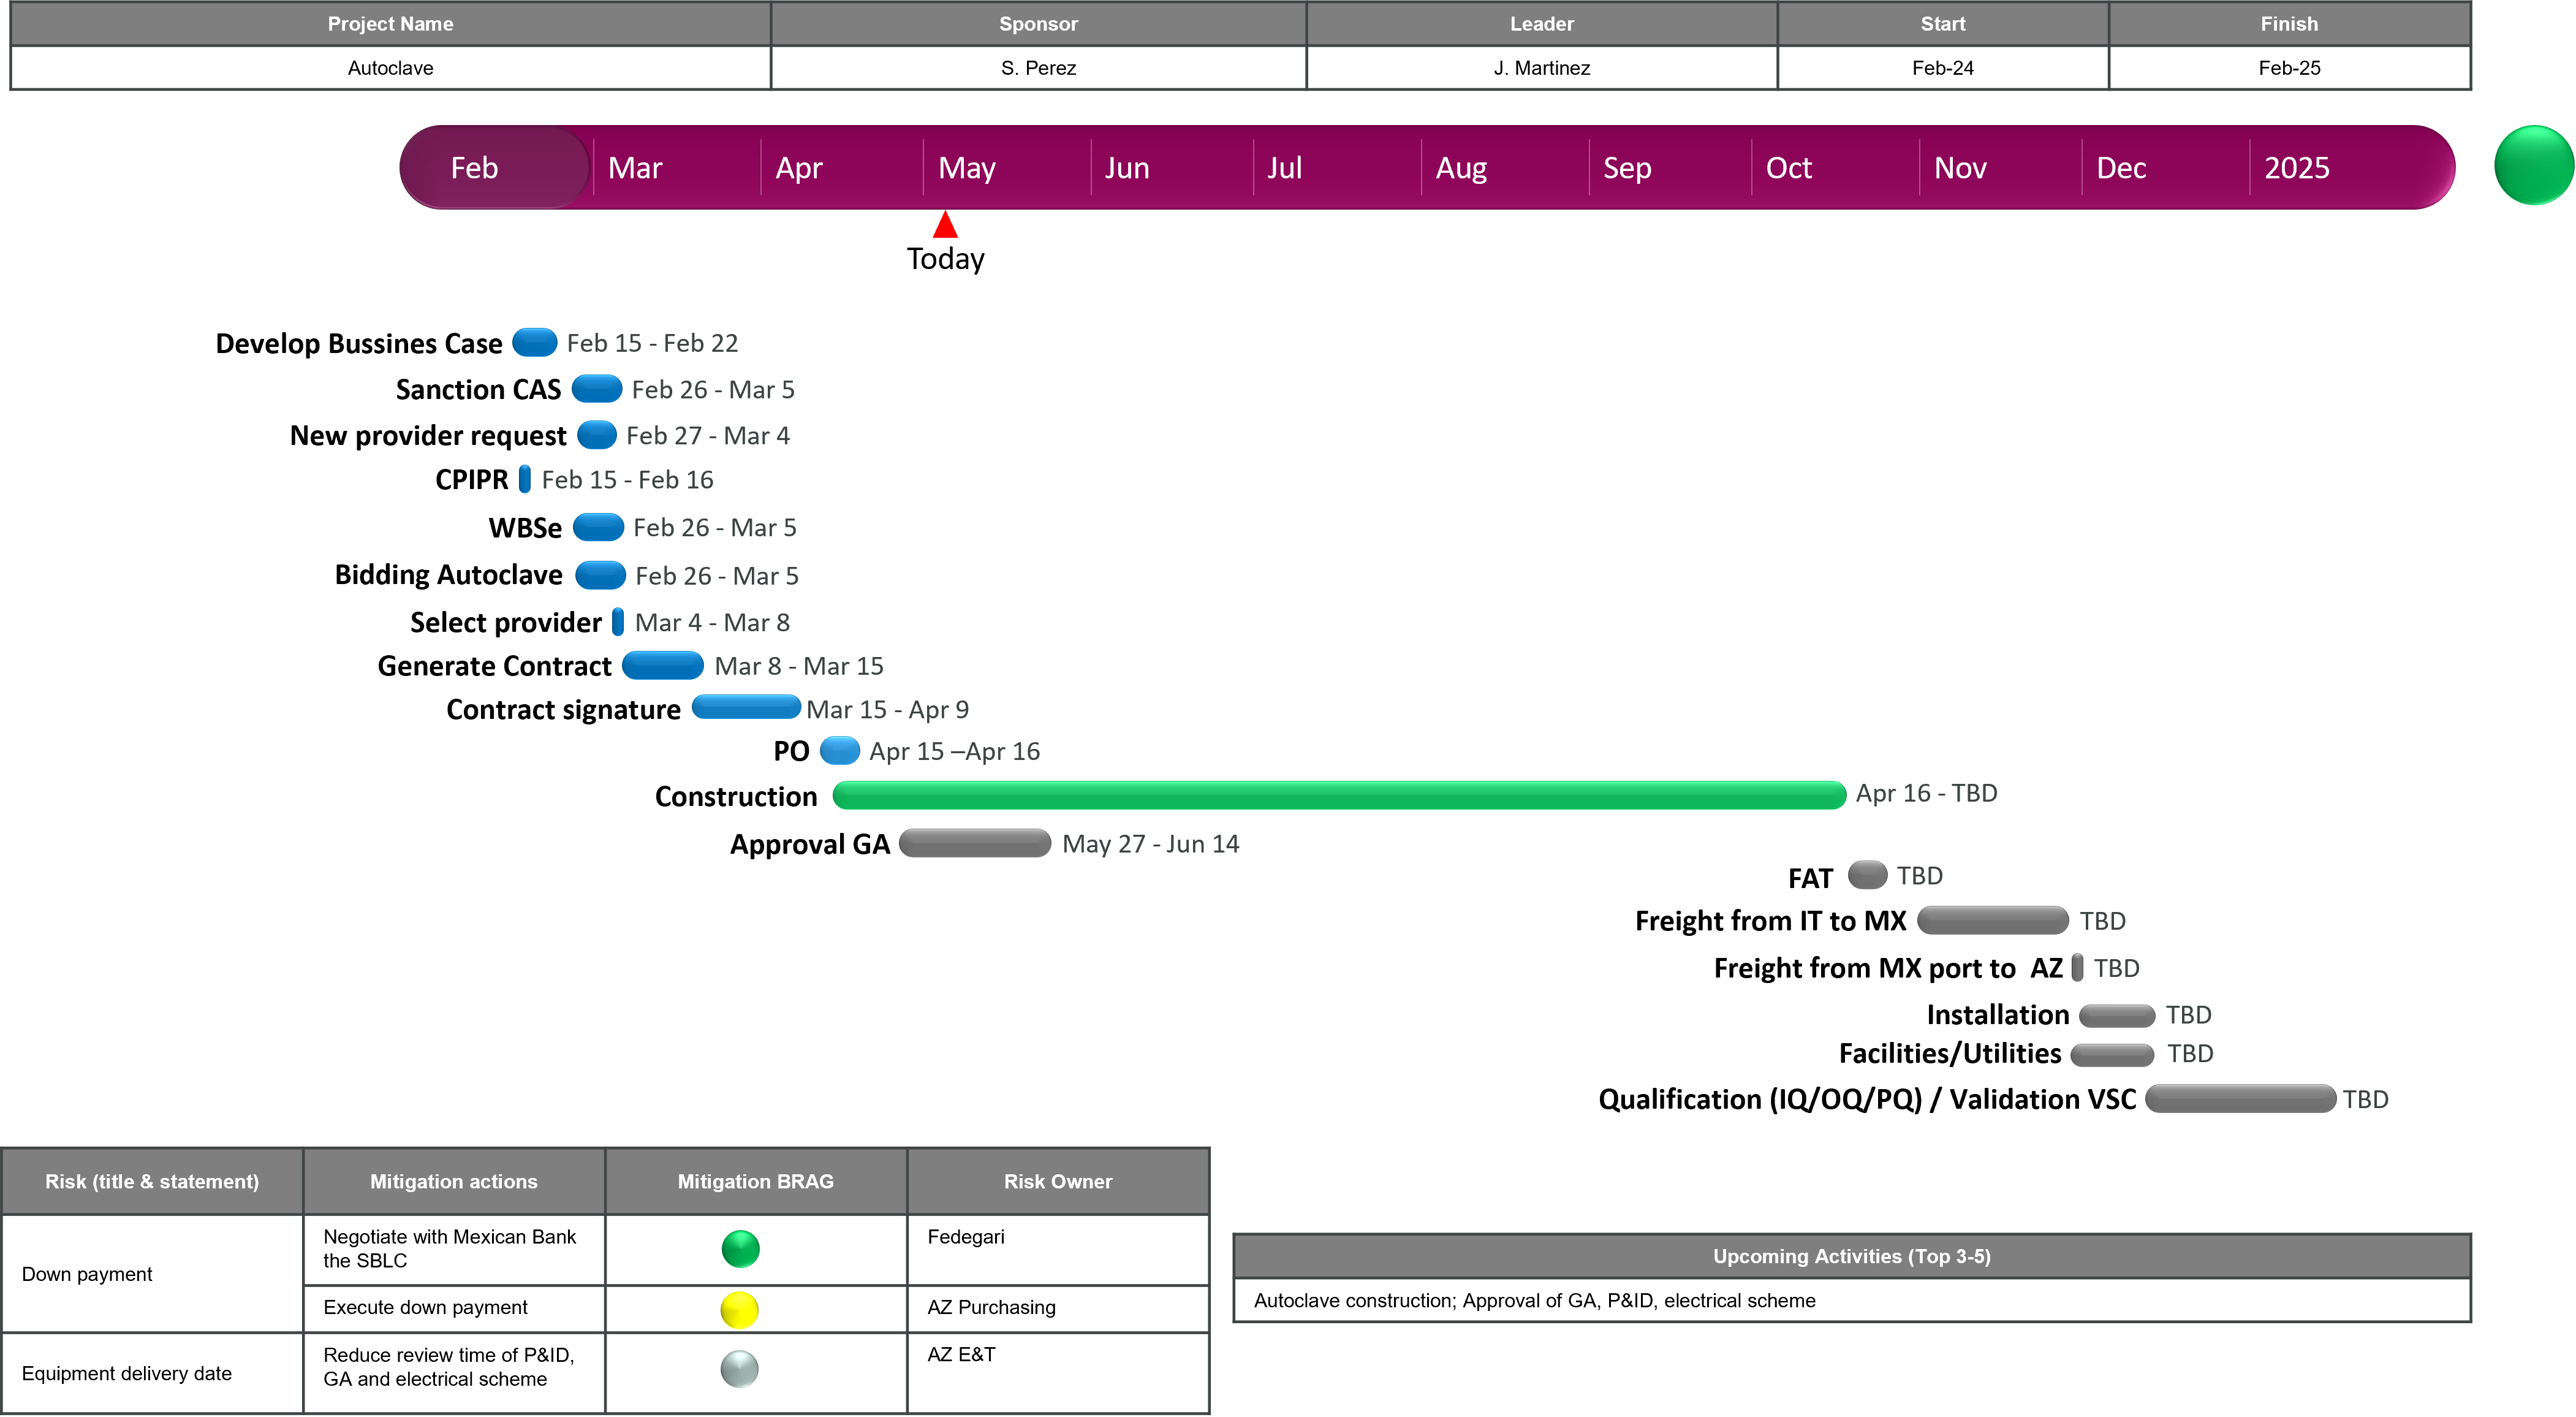 Project Name Sponsor Leader Start Finish
Autoclave S. Perez J. Martinez Feb-24 Feb-25
Feb Mar Apr May Jun Jul Aug Sep Oct Nov Dec 2025
Today
Develop Bussines Case Feb 15 - Feb 22
Sanction CAS Feb 26 - Mar 5
New provider request Feb 27 - Mar 4
CPIPR Feb 15 - Feb 16
WBSe Feb 26 - Mar 5
Bidding Autoclave Feb 26 - Mar 5
Select provider Mar 4 - Mar 8
Generate Contract Mar 8 - Mar 15
Contract signature Mar 15 - Apr 9
PO Apr 15 –Apr 16
Construction Apr 16 - TBD
Approval GA May 27 - Jun 14
FAT TBD
Freight from IT to MX TBD
Freight from MX port to AZ TBD
Installation TBD
Facilities/Utilities TBD
Qualification (IQ/OQ/PQ) / Validation VSC TBD
Risk (title & statement) Mitigation actions Mitigation BRAG Risk Owner
Down payment
Negotiate with Mexican Bank
the SBLC
Fedegari
Execute down payment AZ Purchasing
Equipment delivery date
Reduce review time of P&ID,
GA and electrical scheme
AZ E&T
Upcoming Activities (Top 3-5)
Autoclave construction; Approval of GA, P&ID, electrical scheme